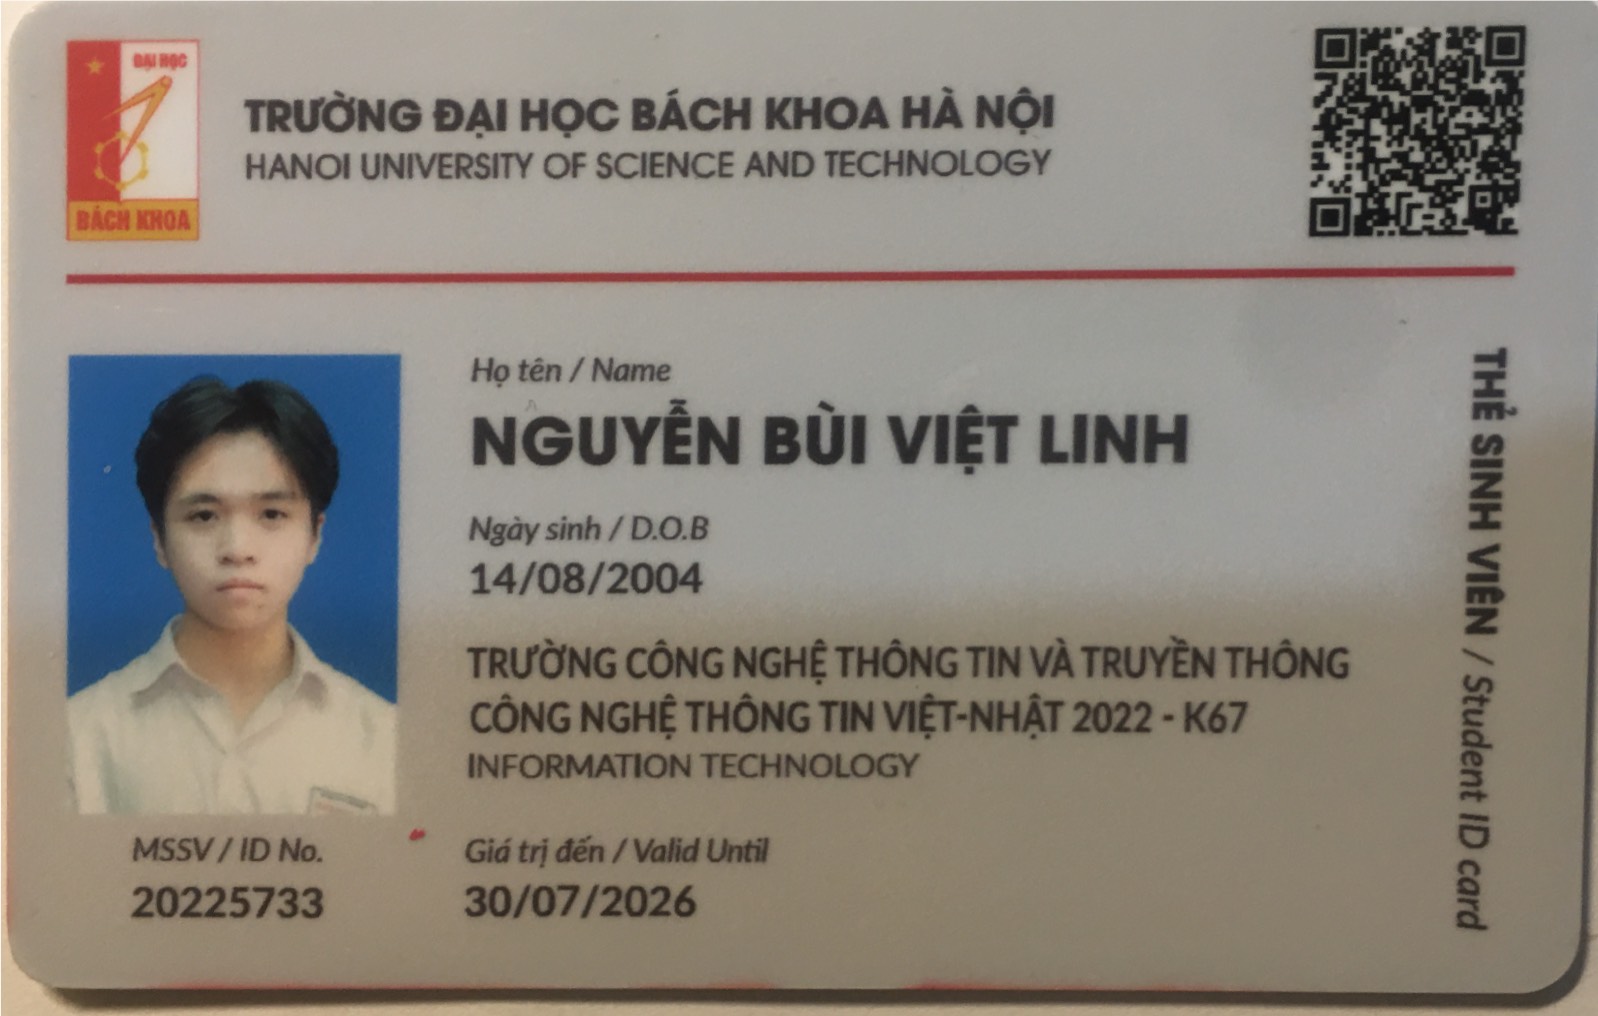 ĐẠI HỌC
BÁCH KHOA
TRƯỜNG ĐẠI HỌC BÁCH KHOA HÀ NỘI
HANOI UNIVERSITY OF SCIENCE AND TECHNOLOGY
Họ tên / Name
NGUYỄN BÙI VIỆT LINH
Ngày sinh / D.O.B
14/08/2004
TRƯỜNG CÔNG NGHỆ THÔNG TIN VÀ TRUYỀN THÔNG
CÔNG NGHỆ THÔNG TIN VIỆT-NHẬT 2022 - K67
INFORMATION TECHNOLOGY
MSSV / ID No.
20225733
Giá trị đến / Valid Until
30/07/2026
THẺ SINH VIÊN / Student ID card